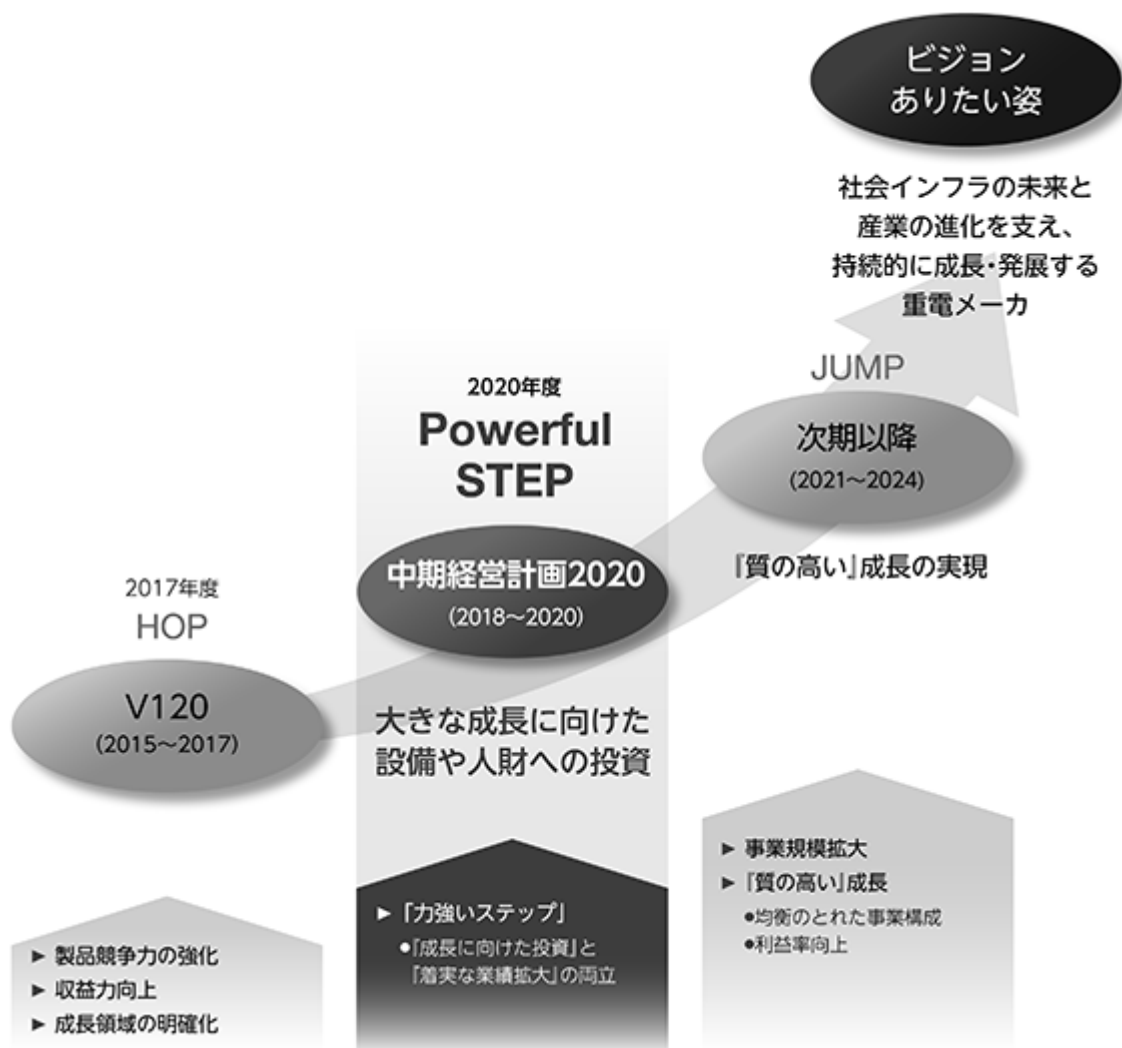 ビジョン
ありたい姿
社会インフラの未来と
産業の進化を支え、
持続的に成長・発展する
重電メーカ
JUMP
次期以降
(2021～2024)
『質の高い』成長の実現
2020年度
Powerful
STEP
中期経営計画2020
(2018～2020)
大きな成長に向けた
設備や人財への投資
2017年度
HOP
V120
(2015～2017)
► 製品競争力の強化
► 収益力向上
► 成長領域の明確化
► 「力強いステップ」
●『成長に向けた投資』と
『着実な業績拡大』の両立
► 事業規模拡大
► 『質の高い』成長
●均衡のとれた事業構成
●利益率向上